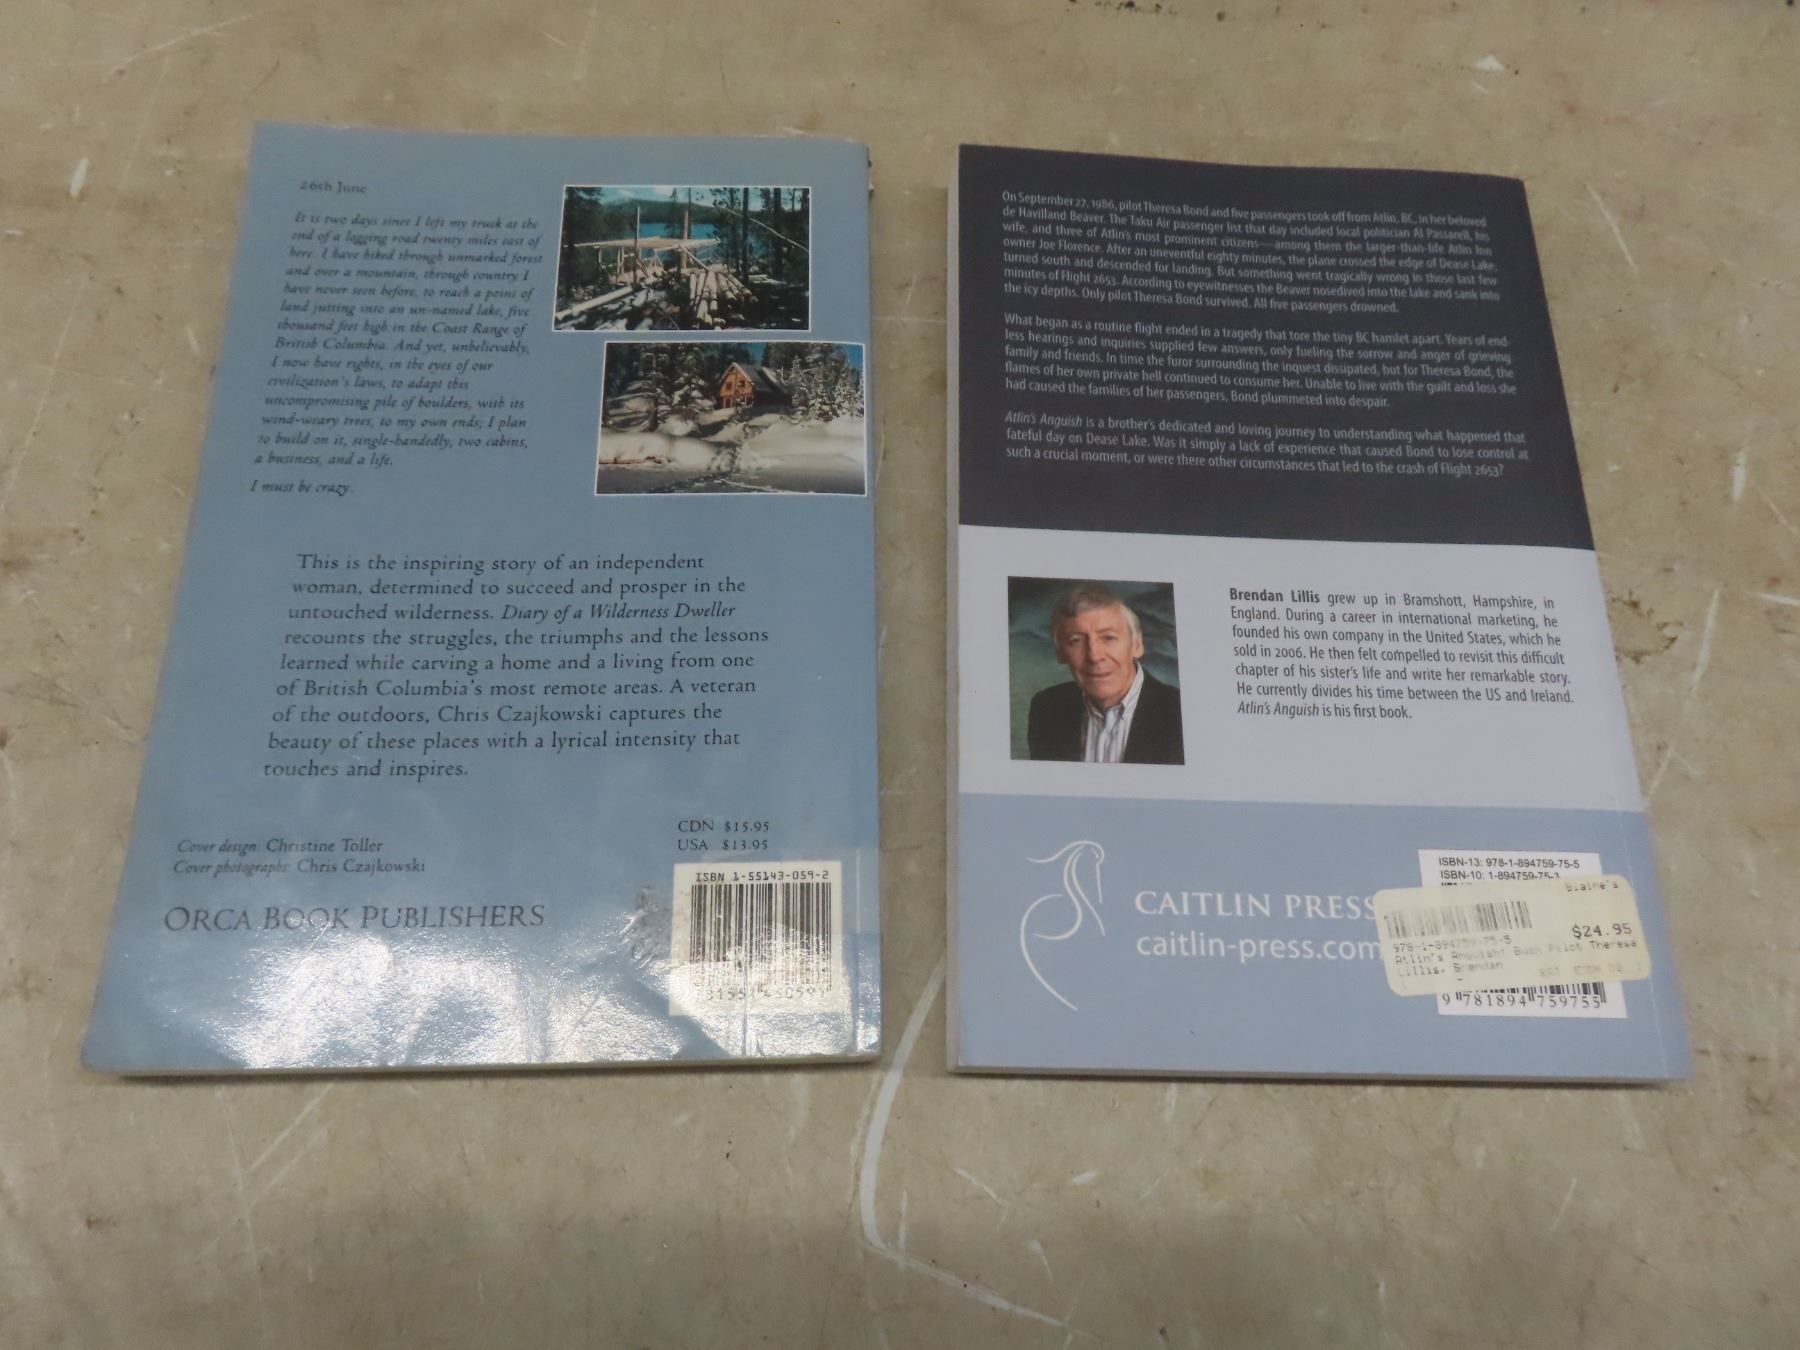 26th June
It is two days since I left my truck at the
end of a logging road twenty miles east of
here. I have hiked through unmarked forest
and over a mountain, through country I
have never seen before, to reach a point of
land jutting into an un-named lake, five
thousand feet high in the Coast Range of
British Columbia. And yet, unbelievably,
I now have rights, in the eyes of our
civilization's laws, to adapt this
uncompromising pile of boulders, with its
wind-weary trees, to my own ends; I plan
to build on it, single-handedly, two cabins,
a business, and a life.
I must be crazy.
This is the inspiring story of an independent
woman, determined to succeed and prosper in the
untouched wilderness. Diary of a Wilderness Dweller
recounts the struggles, the triumphs and the lessons
learned while carving a home and a living from one
of British Columbia's most remote areas. A veteran
of the outdoors, Chris Czajkowski captures the
beauty of these places with a lyrical intensity that
touches and inspires.
CDN $15.95
USA $13.95
Cover design: Christine Toller
Cover photographs: Chris Czajkowski
ORCA BOOK PUBLISHERS
ISBN 1-55143-059-2
On September 27, 1986, pilot Theresa Bond and five passengers took off from Atlin, BC, in her beloved
de Havilland Beaver. The Taku Air passenger list that day included local politician Al Passarell, his
wife, and three of Atlin's most prominent citizens—among them the larger-than-life Atlin Inn
owner Joe Florence. After an uneventful eighty minutes, the plane crossed the edge of Dease Lake,
turned south and descended for landing. But something went tragically wrong in those last few
minutes of Flight 2653. According to eyewitnesses the Beaver nosedived into the lake and sank into
the icy depths. Only pilot Theresa Bond survived. All five passengers drowned.
What began as a routine flight ended in a tragedy that tore the tiny BC hamlet apart. Years of end-
less hearings and inquiries supplied few answers, only fueling the sorrow and anger of grieving
family and friends. In time the furor surrounding the inquest dissipated, but for Theresa Bond, the
flames of her own private hell continued to consume her. Unable to live with the guilt and loss she
had caused the families of her passengers, Bond plummeted into despair.
Atlin's Anguish is a brother's dedicated and loving journey to understanding what happened that
fateful day on Dease Lake. Was it simply a lack of experience that caused Bond to lose control at
such a crucial moment, or were there other circumstances that led to the crash of Flight 2653?
Brendan Lillis grew up in Bramshott, Hampshire, in
England. During a career in international marketing, he
founded his own company in the United States, which he
sold in 2006. He then felt compelled to revisit this difficult
chapter of his sister's life and write her remarkable story.
He currently divides his time between the US and Ireland.
Atlin's Anguish is his first book.
CAITLIN PRESS
caitlin-press.com
ISBN-13: 978-1-894759-75-5
ISBN-10: 1-894759-75-3
Blaine's
$24.95
978-1-894759-75-5
Atlin's Anguish: Bush Pilot Theresa
Lillis, Brendan
9 781894 759755